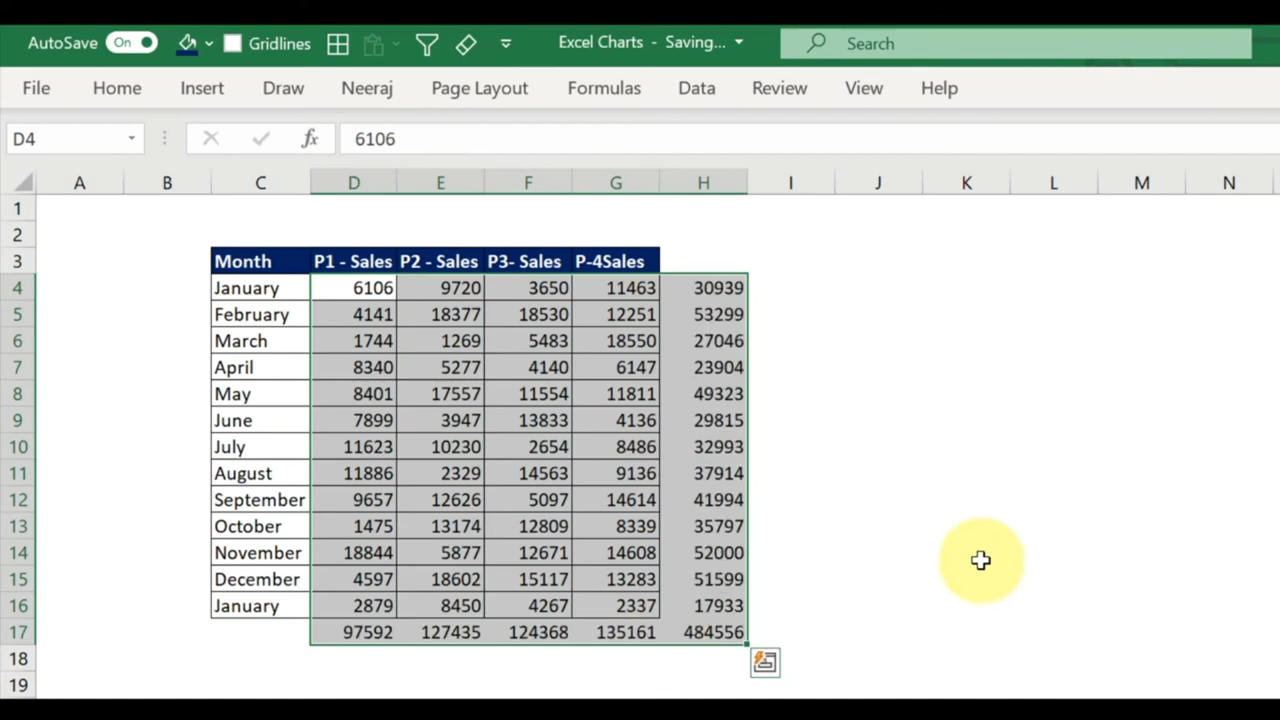 AutoSave On Gridlines Excel Charts - Saving... Search
File Home Insert Draw Neeraj Page Layout Formulas Data Review View Help
D4 fx 6106
A B C D E F G H I J K L M N
1
2
3 Month P1 - Sales P2 - Sales P3- Sales P-4Sales
4 January 6106 9720 3650 11463 30939
5 February 4141 18377 18530 12251 53299
6 March 1744 1269 5483 18550 27046
7 April 8340 5277 4140 6147 23904
8 May 8401 17557 11554 11811 49323
9 June 7899 3947 13833 4136 29815
10 July 11623 10230 2654 8486 32993
11 August 11886 2329 14563 9136 37914
12 September 9657 12626 5097 14614 41994
13 October 1475 13174 12809 8339 35797
14 November 18844 5877 12671 14608 52000
15 December 4597 18602 15117 13283 51599
16 January 2879 8450 4267 2337 17933
17 97592 127435 124368 135161 484556
18
19